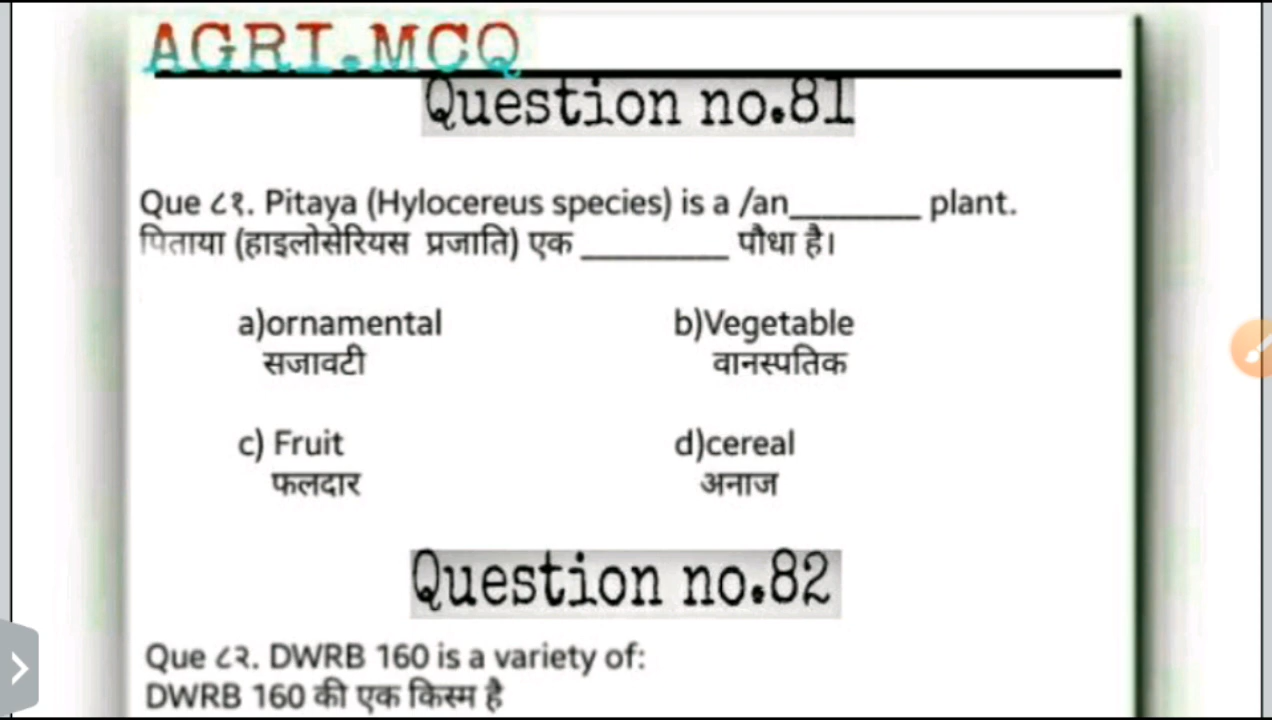 AGRI.MCQ
Question no.81
Que ८१. Pitaya (Hylocereus species) is a /an________ plant.
पिताया (हाइलोसेरियस प्रजाति) एक _________ पौधा है।
a)ornamental b)Vegetable
सजावटी वानस्पतिक
c) Fruit d)cereal
फलदार अनाज
Question no.82
Que ८२. DWRB 160 is a variety of:
DWRB 160 की एक किस्म है